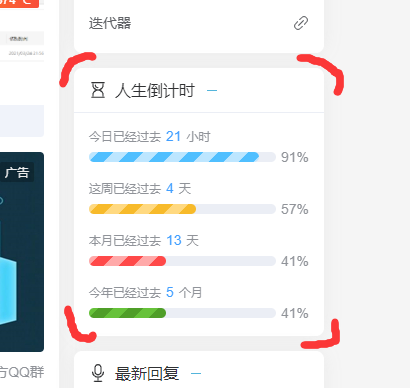 迭代器
人生倒计时
今日已经过去 21 小时
91%
这周已经过去 4 天
57%
本月已经过去 13 天
41%
今年已经过去 5 个月
41%
广告
方QQ群
最新回复